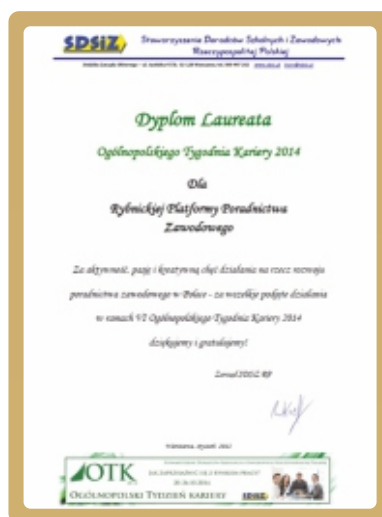 SDSiZ
Stowarzyszenie Doradców Szkolnych i Zawodowych
Rzeczypospolitej Polskiej
Dyplom Laureata
Ogólnopolskiego Tygodnia Kariery 2014
Dla
Rybnickiej Platformy Poradnictwa
Zawodowego
Za aktywność, pasję i kreatywną chęć działania na rzecz rozwoju
poradnictwa zawodowego w Polsce - za wszelkie podjęte działania
w ramach VI Ogólnopolskiego Tygodnia Kariery 2014
dziękujemy i gratulujemy!
Zarząd SDSiZ RP
OTK
OGÓLNOPOLSKI TYDZIEŃ KARIERY
SDSiZ